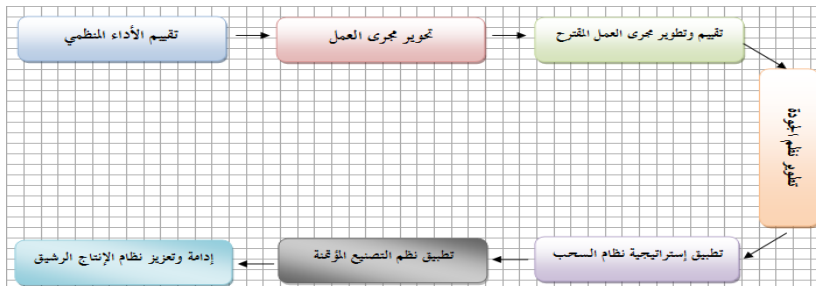 تقييم الأداء المنظمي
تحوير مجرى العمل
تقييم وتطوير مجرى العمل المقترح
تطوير نظم الجودة
تطبيق إستراتيجية نظام السحب
تطبيق نظم التصنيع المؤتمتة
إدامة وتعزيز نظام الإنتاج الرشيق